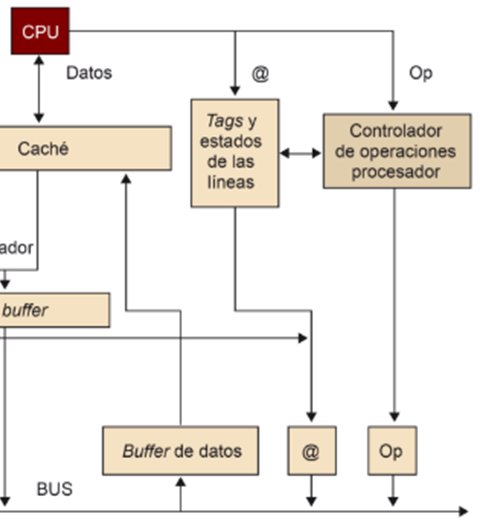 CPU
Datos
@
Op
Caché
Tags y
estados
de las
líneas
Controlador
de operaciones
procesador
ador
buffer
Buffer de datos
@
Op
BUS